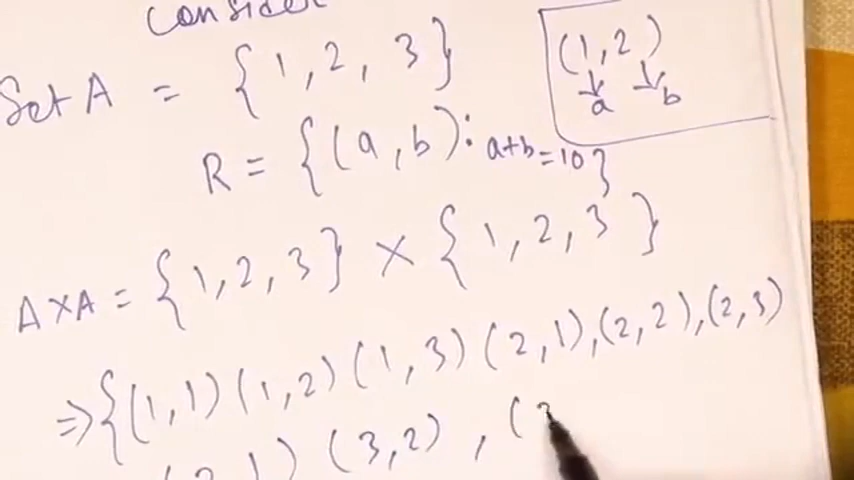 Consider
Set A = { 1, 2, 3 }
(1, 2)
a b
R = { (a, b) : a+b = 10 }
A×A = { 1, 2, 3 } × { 1, 2, 3 }
⇒ { (1, 1) (1, 2) (1, 3) (2, 1), (2, 2), (2, 3)
(3, 2) , (